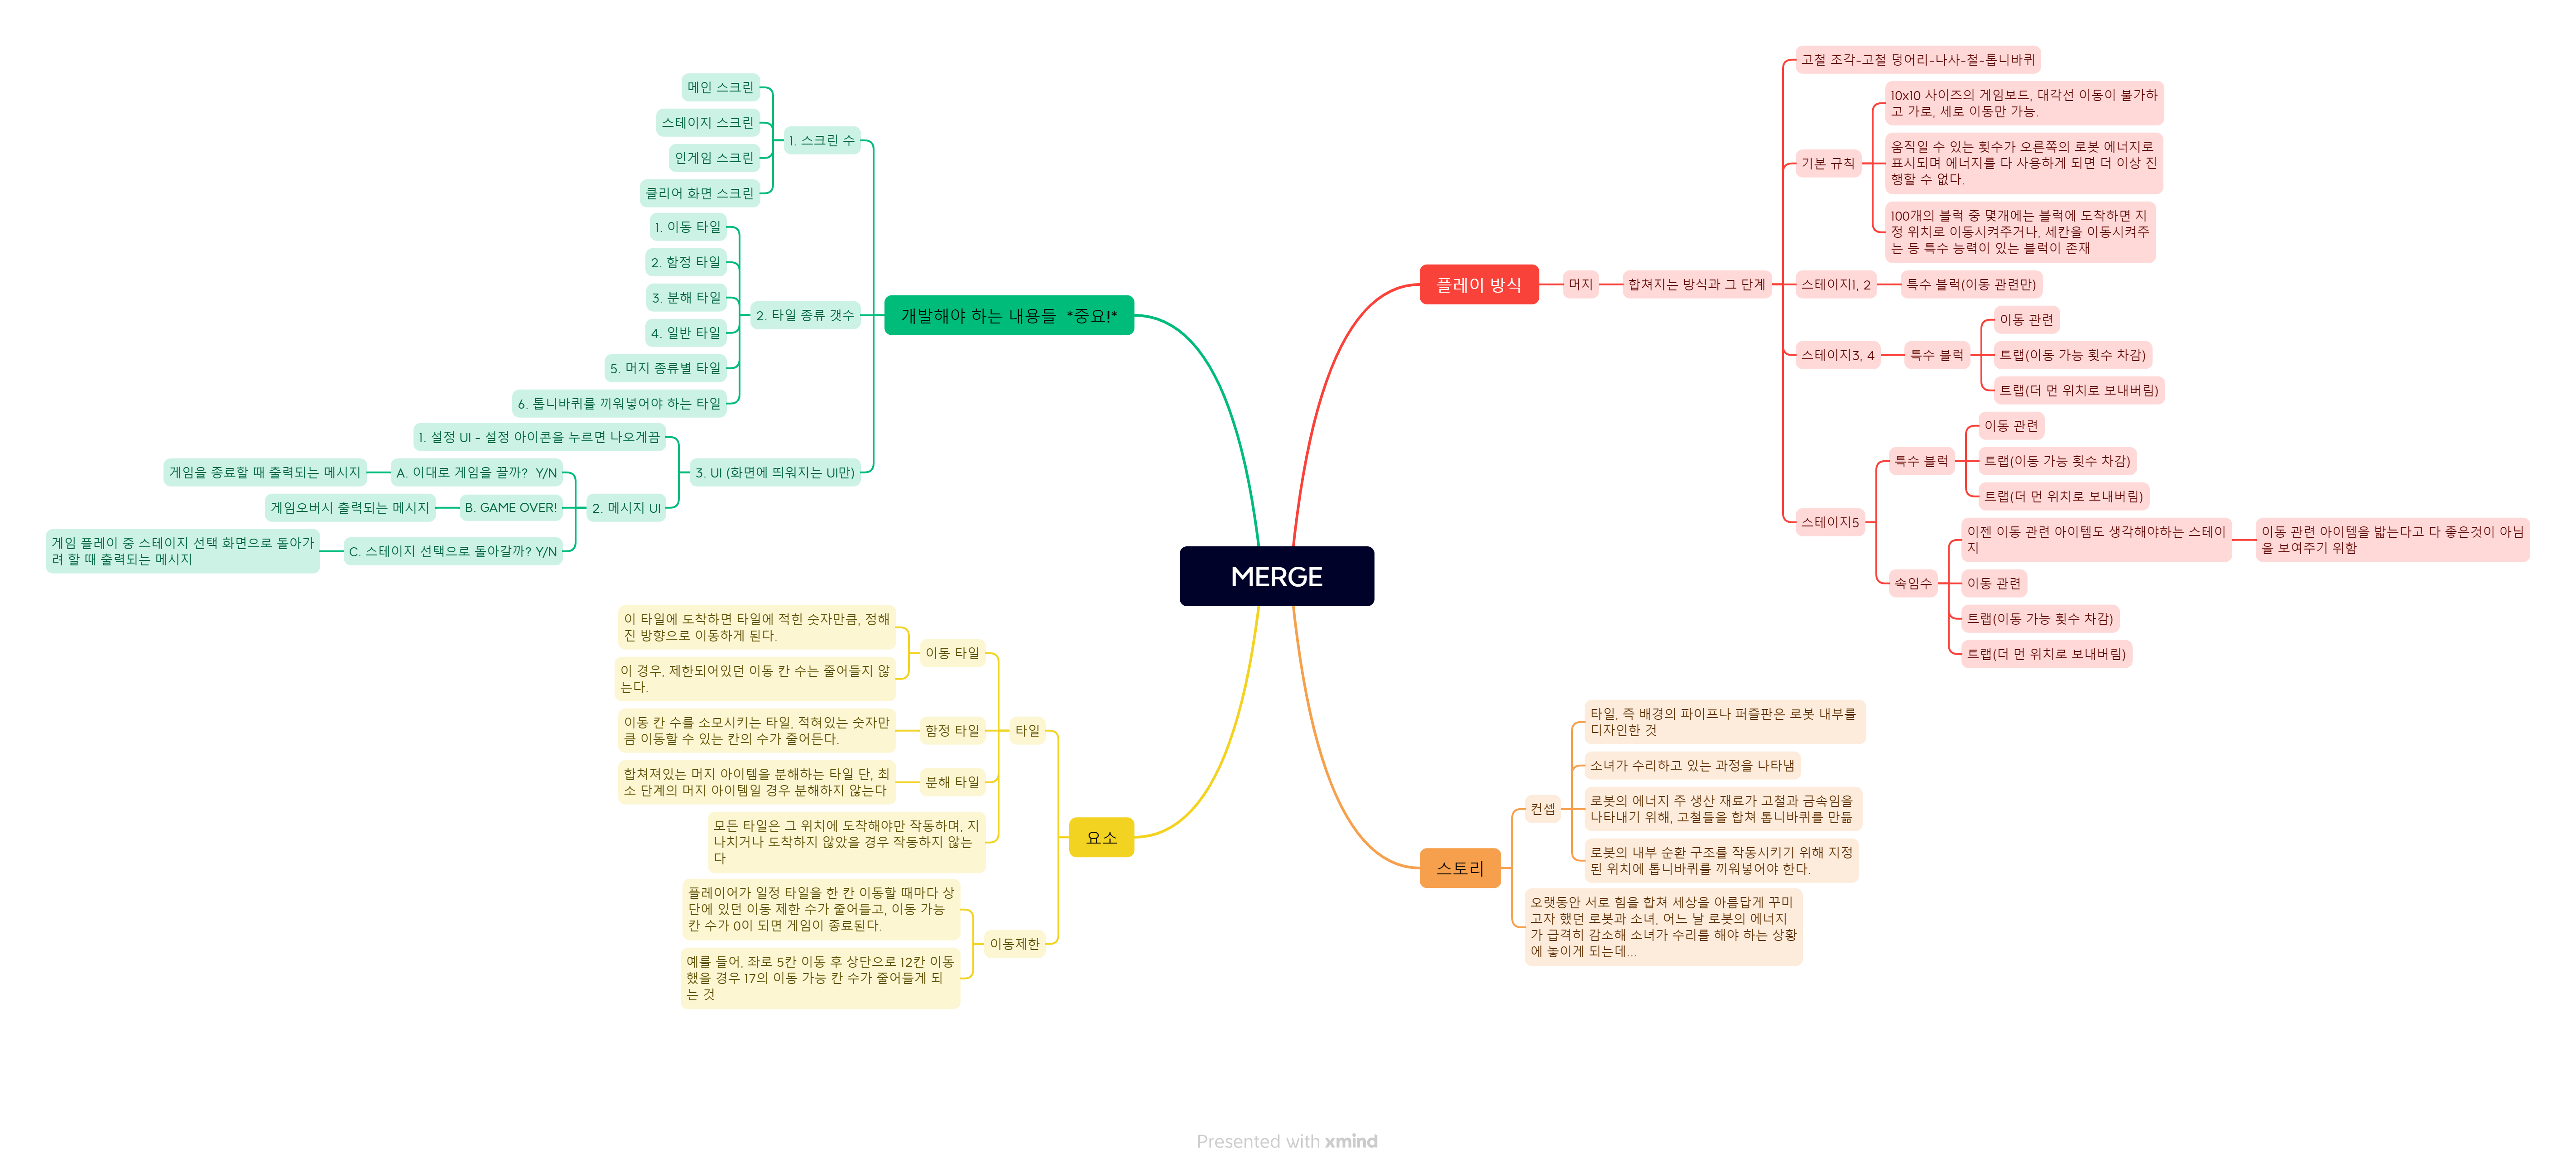 MERGE
개발해야 하는 내용들  *중요!*
1. 스크린 수
메인 스크린
스테이지 스크린
인게임 스크린
클리어 화면 스크린
2. 타일 종류 갯수
1. 이동 타일
2. 함정 타일
3. 분해 타일
4. 일반 타일
5. 머지 종류별 타일
6. 톱니바퀴를 끼워넣어야 하는 타일
3. UI (화면에 띄워지는 UI만)
1. 설정 UI - 설정 아이콘을 누르면 나오게끔
2. 메시지 UI
A. 이대로 게임을 끌까?  Y/N
게임을 종료할 때 출력되는 메시지
B. GAME OVER!
게임오버시 출력되는 메시지
C. 스테이지 선택으로 돌아갈까? Y/N
게임 플레이 중 스테이지 선택 화면으로 돌아가
려 할 때 출력되는 메시지
플레이 방식
머지
합쳐지는 방식과 그 단계
고철 조각-고철 덩어리-나사-철-톱니바퀴
기본 규칙
10x10 사이즈의 게임보드, 대각선 이동이 불가하
고 가로, 세로 이동만 가능.
움직일 수 있는 횟수가 오른쪽의 로봇 에너지로
표시되며 에너지를 다 사용하게 되면 더 이상 진
행할 수 없다.
100개의 블럭 중 몇개에는 블럭에 도착하면 지
정 위치로 이동시켜주거나, 세칸을 이동시켜주
는 등 특수 능력이 있는 블럭이 존재
스테이지1, 2
특수 블럭(이동 관련만)
스테이지3, 4
특수 블럭
이동 관련
트랩(이동 가능 횟수 차감)
트랩(더 먼 위치로 보내버림)
스테이지5
특수 블럭
이동 관련
트랩(이동 가능 횟수 차감)
트랩(더 먼 위치로 보내버림)
속임수
이젠 이동 관련 아이템도 생각해야하는 스테이
지
이동 관련 아이템을 밟는다고 다 좋은것이 아님
을 보여주기 위함
이동 관련
트랩(이동 가능 횟수 차감)
트랩(더 먼 위치로 보내버림)
요소
타일
이동 타일
이 타일에 도착하면 타일에 적힌 숫자만큼, 정해
진 방향으로 이동하게 된다.
이 경우, 제한되어있던 이동 칸 수는 줄어들지 않
는다.
함정 타일
이동 칸 수를 소모시키는 타일, 적혀있는 숫자만
큼 이동할 수 있는 칸의 수가 줄어든다.
분해 타일
합쳐져있는 머지 아이템을 분해하는 타일 단, 최
소 단계의 머지 아이템일 경우 분해하지 않는다
모든 타일은 그 위치에 도착해야만 작동하며, 지
나치거나 도착하지 않았을 경우 작동하지 않는
다
이동제한
플레이어가 일정 타일을 한 칸 이동할 때마다 상
단에 있던 이동 제한 수가 줄어들고, 이동 가능
칸 수가 0이 되면 게임이 종료된다.
예를 들어, 좌로 5칸 이동 후 상단으로 12칸 이동
했을 경우 17의 이동 가능 칸 수가 줄어들게 되
는 것
스토리
컨셉
타일, 즉 배경의 파이프나 퍼즐판은 로봇 내부를
디자인한 것
소녀가 수리하고 있는 과정을 나타냄
로봇의 에너지 주 생산 재료가 고철과 금속임을
나타내기 위해, 고철들을 합쳐 톱니바퀴를 만듦
로봇의 내부 순환 구조를 작동시키기 위해 지정
된 위치에 톱니바퀴를 끼워넣어야 한다.
오랫동안 서로 힘을 합쳐 세상을 아름답게 꾸미
고자 했던 로봇과 소녀, 어느 날 로봇의 에너지
가 급격히 감소해 소녀가 수리를 해야 하는 상황
에 놓이게 되는데...
Presented with xmind